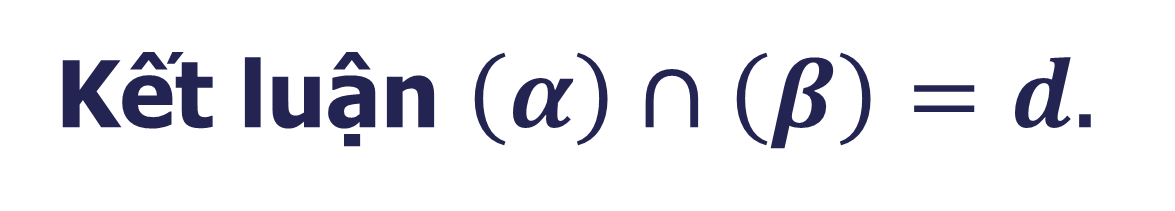 Kết luận (α) ∩ (β) = d.